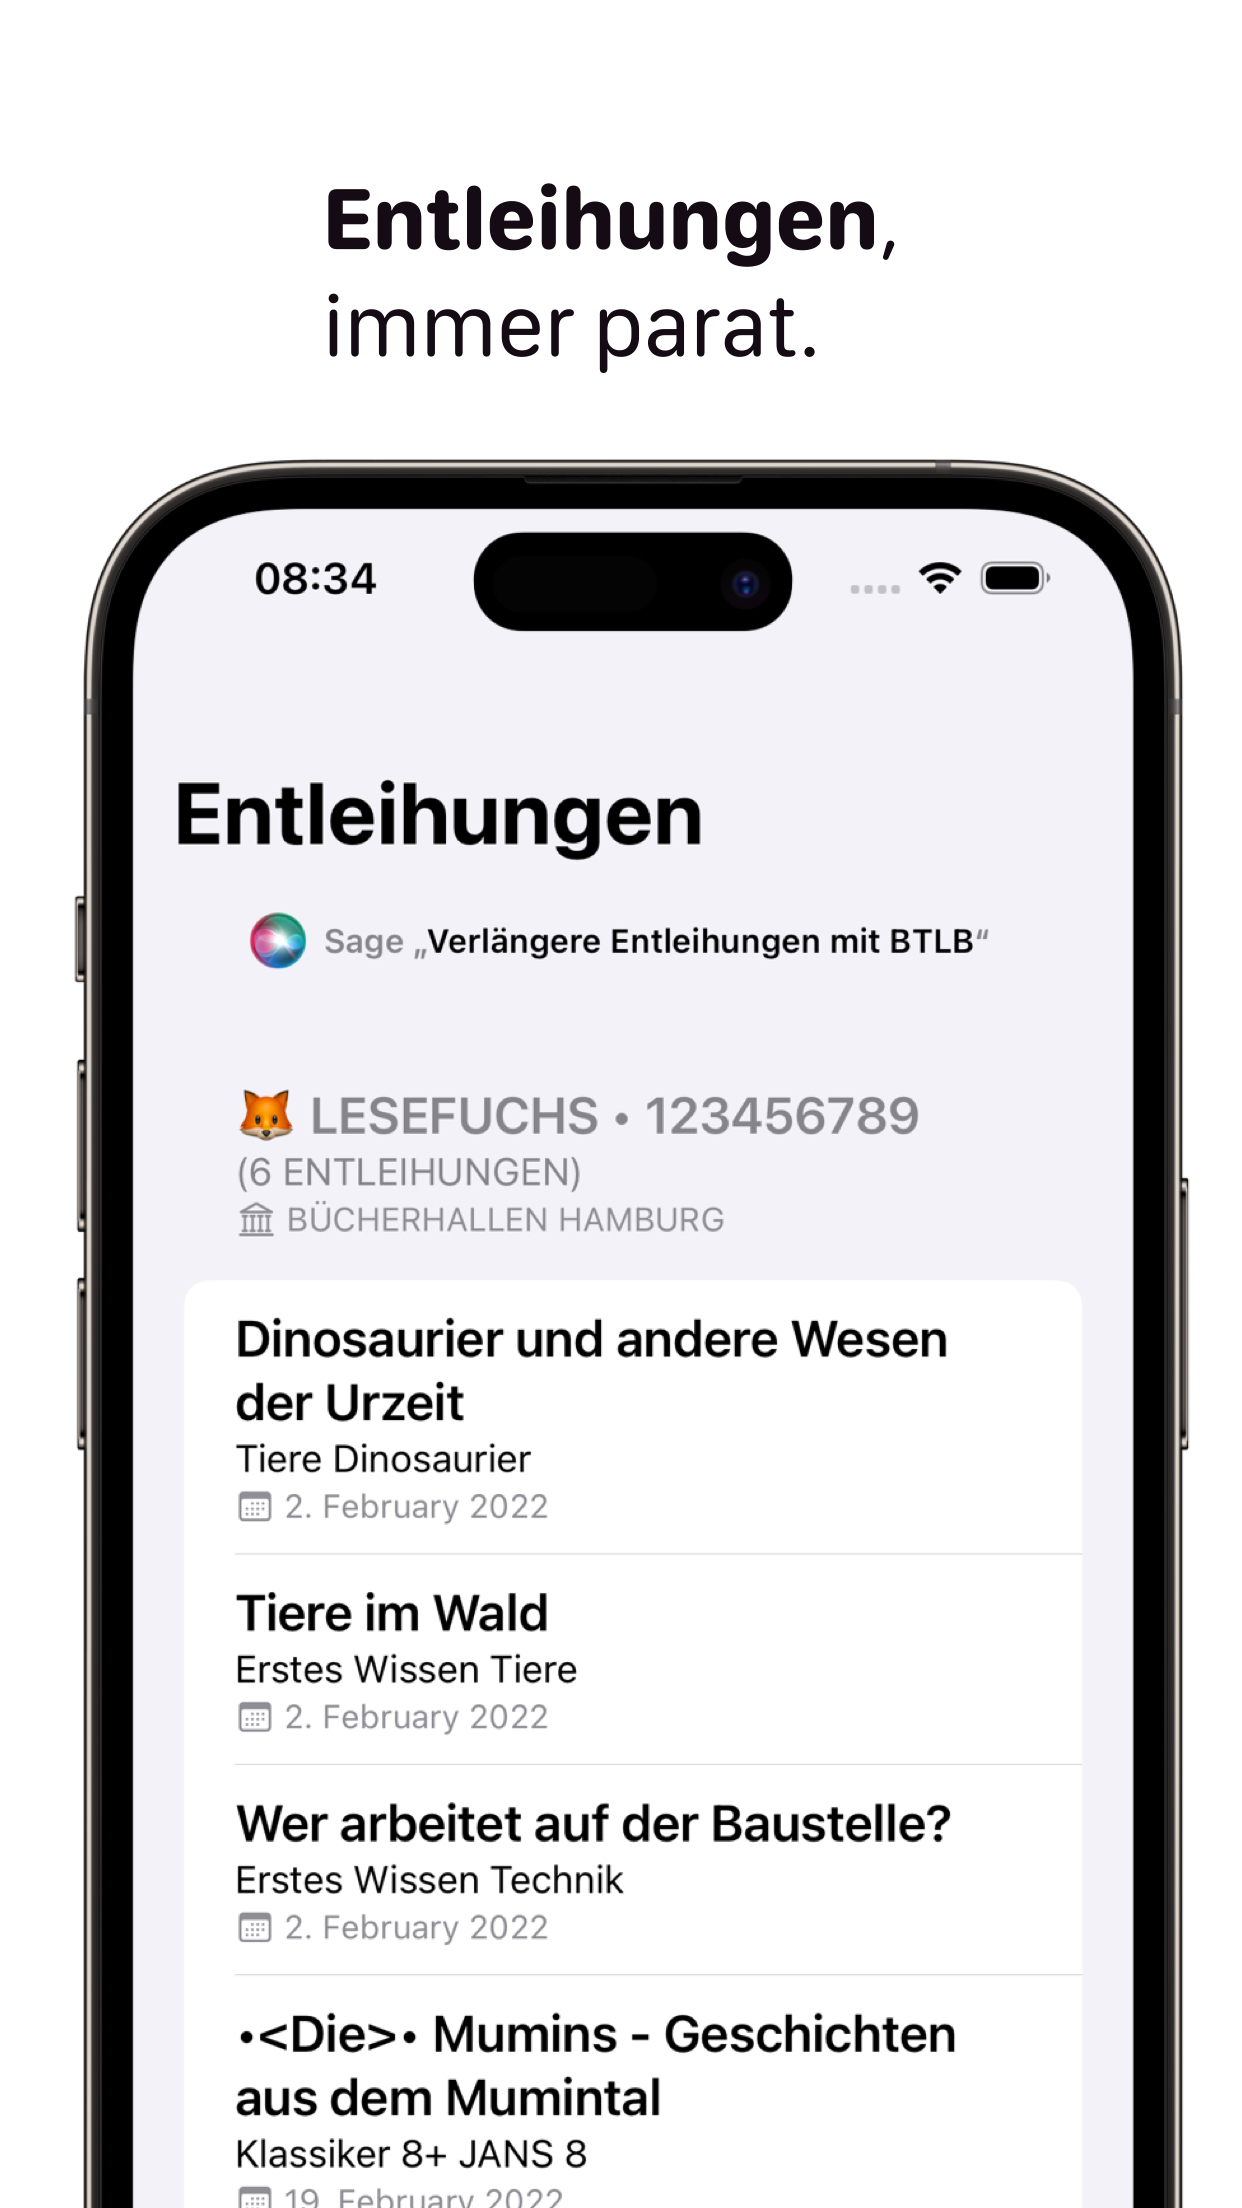 Entleihungen,
immer parat.
08:34
Entleihungen
Sage „Verlängere Entleihungen mit BTLB“
LESEFUCHS • 123456789
(6 ENTLEIHUNGEN)
BÜCHERHALLEN HAMBURG
Dinosaurier und andere Wesen
der Urzeit
Tiere Dinosaurier
2. February 2022
Tiere im Wald
Erstes Wissen Tiere
2. February 2022
Wer arbeitet auf der Baustelle?
Erstes Wissen Technik
2. February 2022
•<Die>• Mumins - Geschichten
aus dem Mumintal
Klassiker 8+ JANS 8
19. February 2022